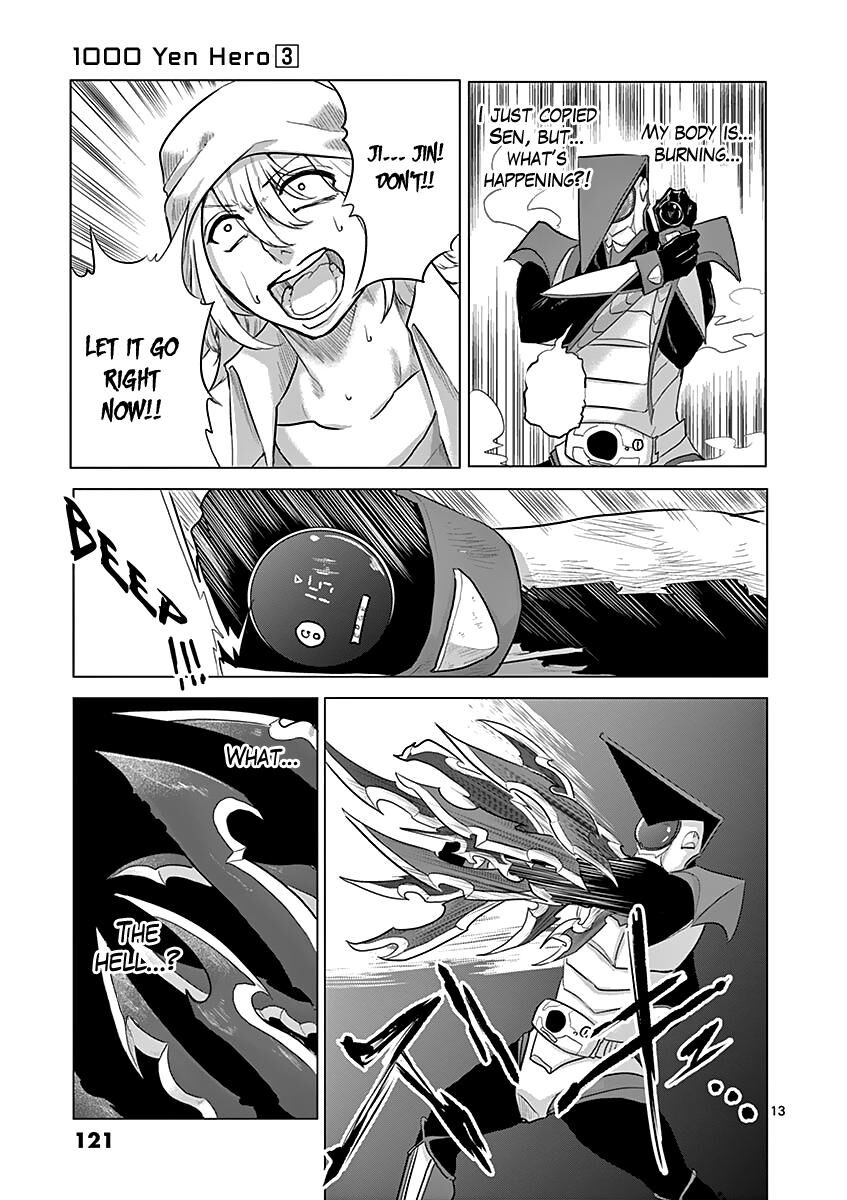 1000 Yen Hero 3
MY BODY IS...
BURNING...
I JUST COPIED
SEN, BUT...
WHAT'S
HAPPENING?!
JI... JIN!
DON'T!!
LET IT GO
RIGHT
NOW!!
BEEP!!!
WHAT...
THE
HELL...?
13
121